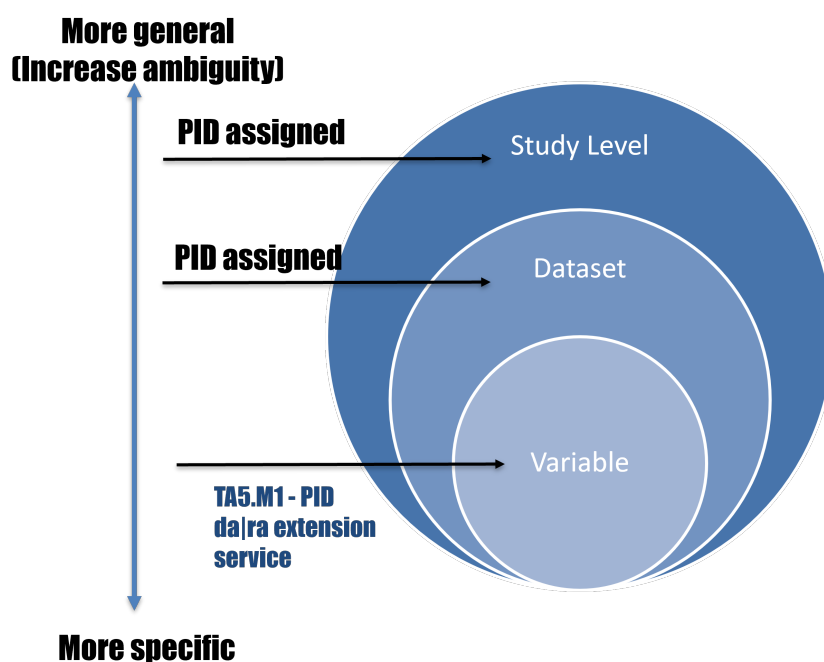 More general
(Increase ambiguity)
PID assigned
Study Level
PID assigned
Dataset
Variable
TA5.M1 - PID
da|ra extension
service
More specific